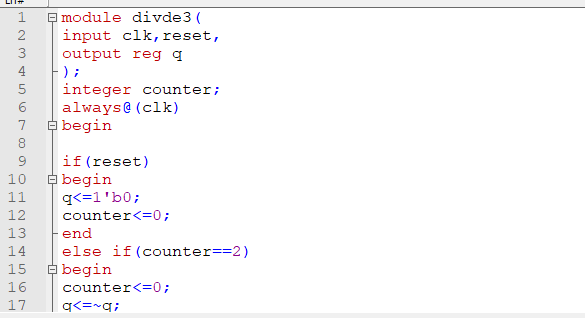 Ln#
1 module divde3(
2 input clk,reset,
3 output reg q
4 );
5 integer counter;
6 always@(clk)
7 begin
8
9 if(reset)
10 begin
11 q<=1'b0;
12 counter<=0;
13 end
14 else if(counter==2)
15 begin
16 counter<=0;
17 q<=~q;